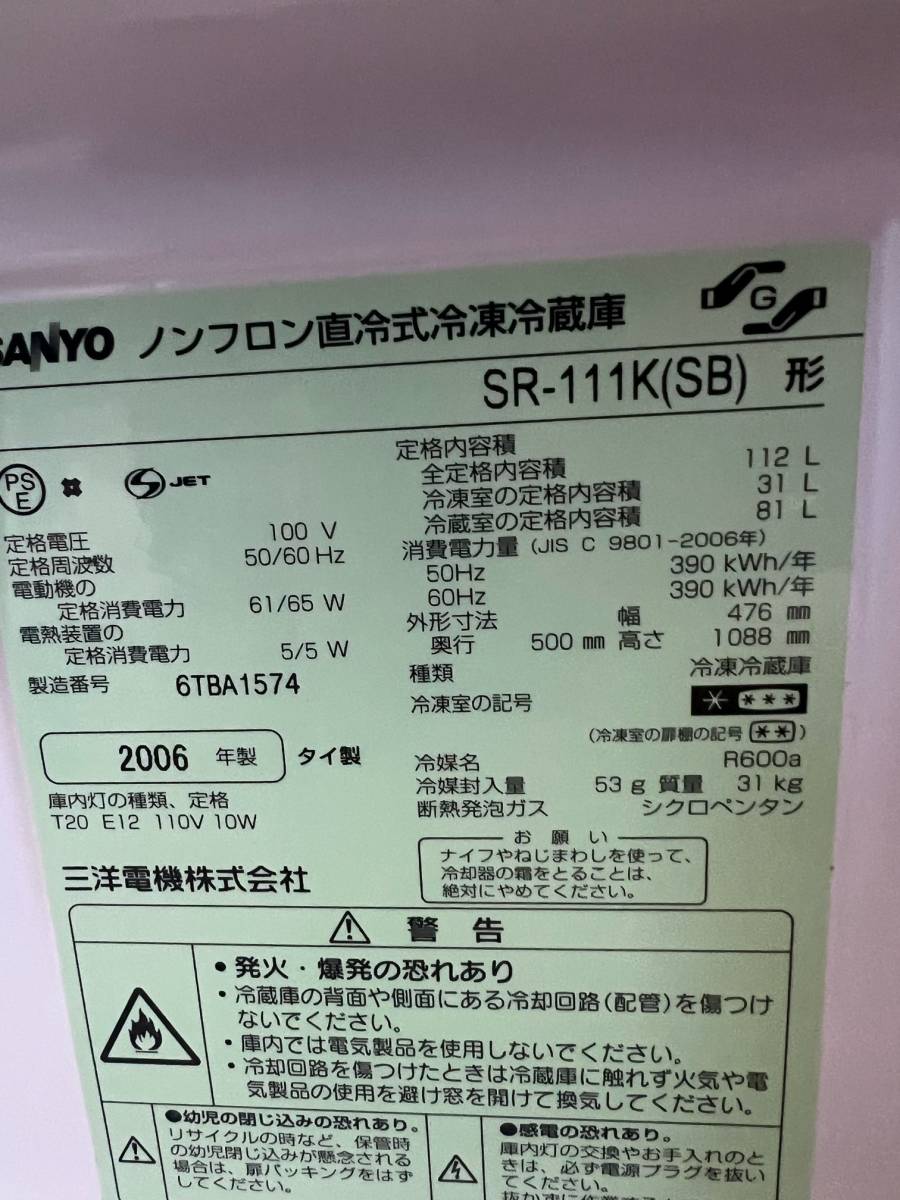 SANYO ノンフロン直冷式冷凍冷蔵庫
G
SR-111K(SB) 形
PS
E
JET
定格電圧 100 V
定格周波数 50/60 Hz
電動機の
定格消費電力 61/65 W
電熱装置の
定格消費電力 5/5 W
製造番号 6TBA1574
2006 年製 タイ製
庫内灯の種類、定格
T20 E12 110V 10W
三洋電機株式会社
定格内容積
全定格内容積 112 L
冷凍室の定格内容積 31 L
冷蔵室の定格内容積 81 L
消費電力量 (JIS C 9801-2006年)
50Hz 390 kWh/年
60Hz 390 kWh/年
外形寸法 幅 476 mm
奥行 500 mm 高さ 1088 mm
種類 冷凍冷蔵庫
冷凍室の記号 * ***
(冷凍室の扉棚の記号 **)
冷媒名 R600a
冷媒封入量 53 g 質量 31 kg
断熱発泡ガス シクロペンタン
お願い
ナイフやねじまわしを使って、
冷却器の霜をとることは、
絶対にやめてください。
警告
●発火・爆発の恐れあり
・冷蔵庫の背面や側面にある冷却回路(配管)を傷つけ
ないでください。
・庫内では電気製品を使用しないでください。
・冷却回路を傷つけたときは冷蔵庫に触れず火気や電
気製品の使用を避け窓を開けて換気してください。
●幼児の閉じ込みの恐れあり。
リサイクルの時など、保管時
の幼児閉じ込みが懸念される
場合は、扉パッキングをはず
してください。
●感電の恐れあり。
庫内灯の交換やお手入れのと
きは、必ず電源プラグを抜い
てください。